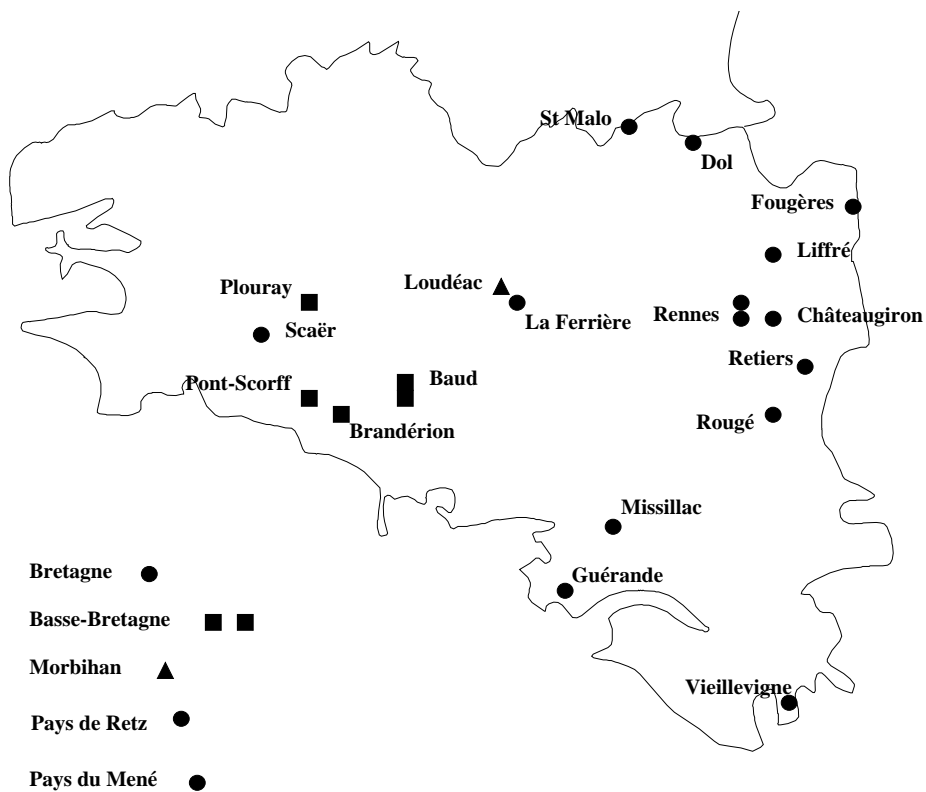 St Malo
Dol
Fougères
Liffré
Plouray
Loudéac
Scaër
La Ferrière
Rennes
Châteaugiron
Retiers
Pont-Scorff
Baud
Brandérion
Rougé
Missillac
Guérande
Bretagne
Basse-Bretagne
Morbihan
Vieillevigne
Pays de Retz
Pays du Mené